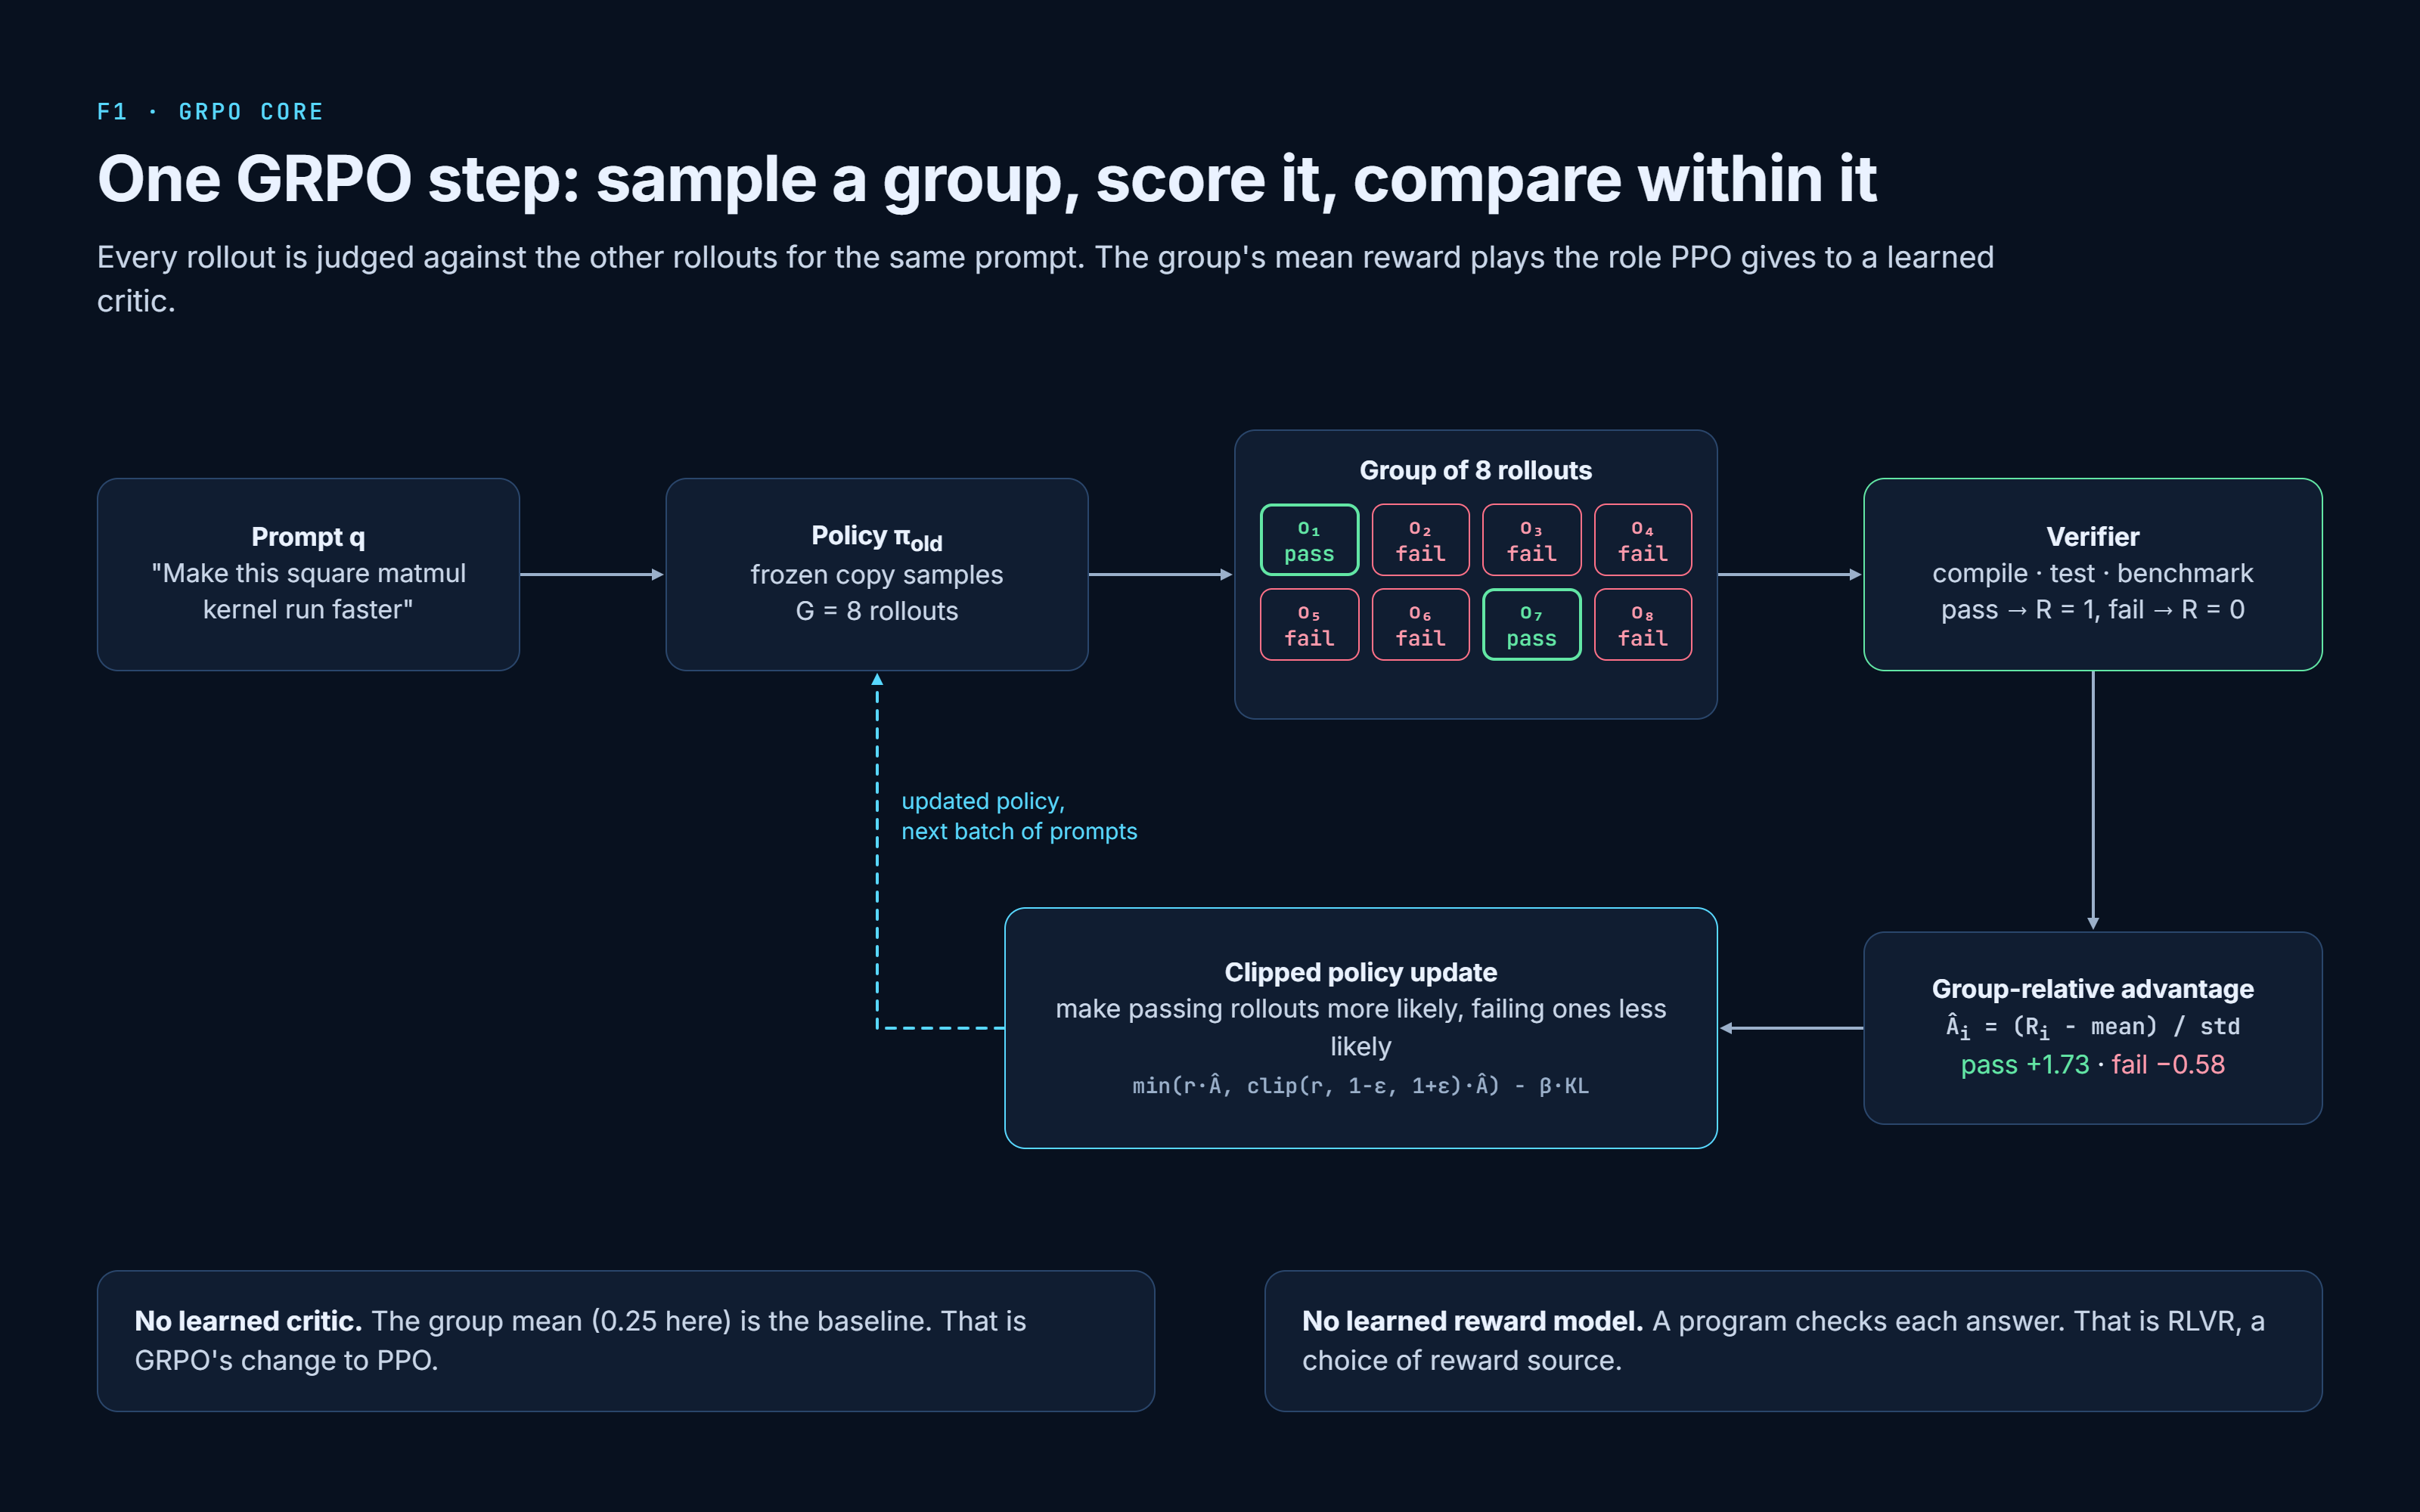 F1 · GRPO CORE
One GRPO step: sample a group, score it, compare within it
Every rollout is judged against the other rollouts for the same prompt. The group's mean reward plays the role PPO gives to a learned
critic.
Prompt q
"Make this square matmul
kernel run faster"
Policy π_old
frozen copy samples
G = 8 rollouts
Group of 8 rollouts
o₁ o₂ o₃ o₄
pass fail fail fail
o₅ o₆ o₇ o₈
fail fail pass fail
Verifier
compile · test · benchmark
pass → R = 1, fail → R = 0
updated policy,
next batch of prompts
Clipped policy update
make passing rollouts more likely, failing ones less
likely
min(r·Â, clip(r, 1-ε, 1+ε)·Â) - β·KL
Group-relative advantage
Âᵢ = (Rᵢ - mean) / std
pass +1.73 · fail −0.58
No learned critic. The group mean (0.25 here) is the baseline. That is
GRPO's change to PPO.
No learned reward model. A program checks each answer. That is RLVR, a
choice of reward source.